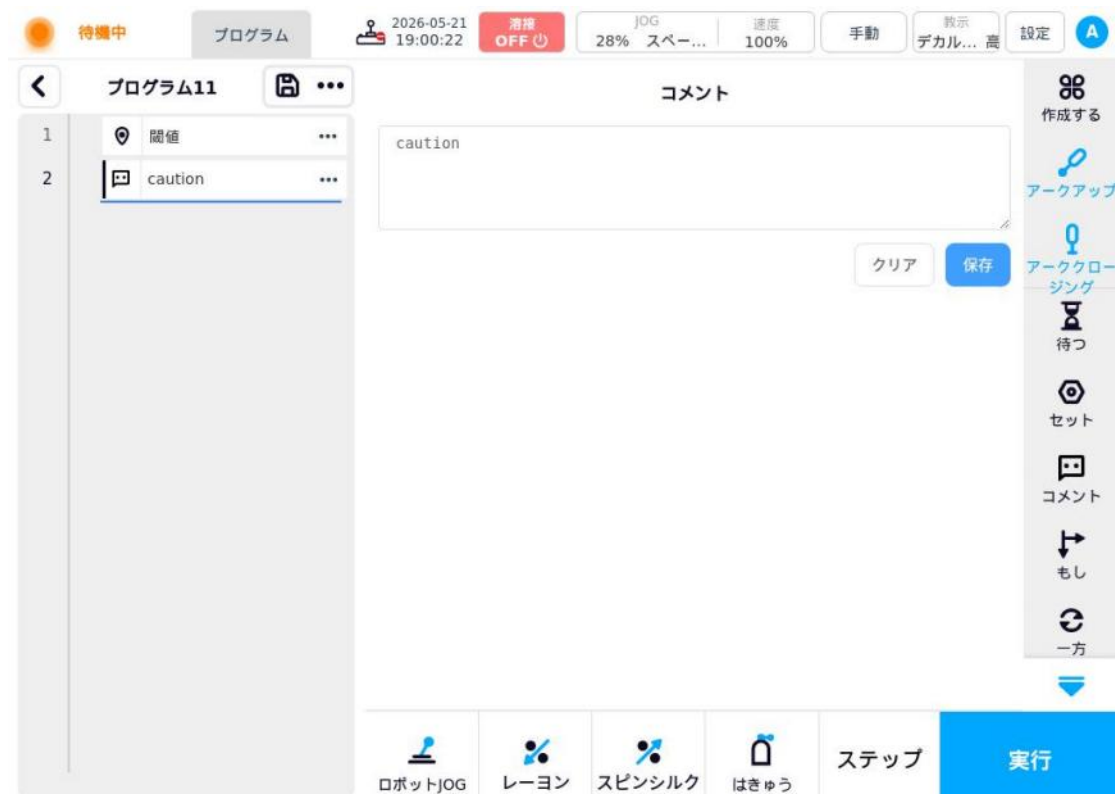 待機中
プログラム
2026-05-21
19:00:22
溶接
OFF
JOG
28% スペー...
速度
100%
手動
教示
デカル... 高
設定
A
プログラム11
1
閾値
2
caution
コメント
caution
クリア
保存
作成する
アークアップ
アーククロー
ジング
待つ
セット
コメント
もし
一方
ロボットJOG
レーヨン
スピンシルク
はきゅう
ステップ
実行